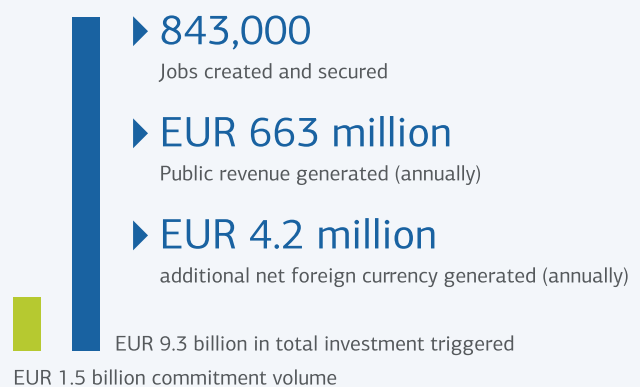 843,000
Jobs created and secured
EUR 663 million
Public revenue generated (annually)
EUR 4.2 million
additional net foreign currency generated (annually)
EUR 9.3 billion in total investment triggered
EUR 1.5 billion commitment volume